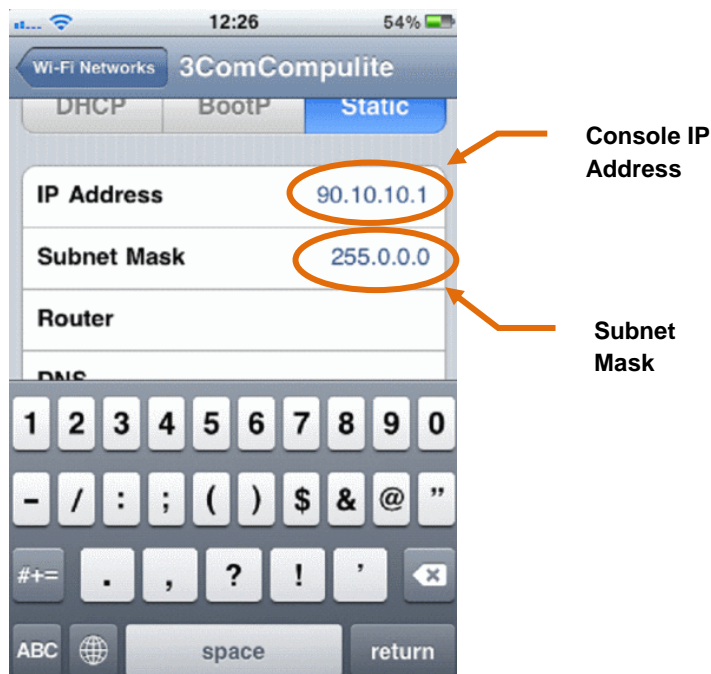 12:26 54%
Wi-Fi Networks 3ComCompulite
DHCP BootP Static
Console IP
Address
IP Address 90.10.10.1
Subnet Mask 255.0.0.0
Router
Subnet
Mask
DNS
1 2 3 4 5 6 7 8 9 0
- / : ; ( ) $ & @ "
#+= . , ? ! '
ABC space return